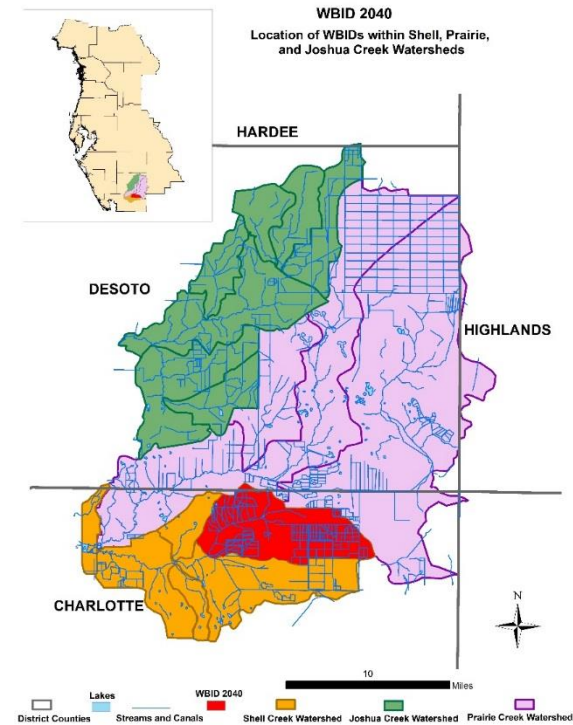 WBID 2040
Location of WBIDs within Shell, Prairie,
and Joshua Creek Watersheds
HARDEE
DESOTO
HIGHLANDS
CHARLOTTE
N
10
Miles
District Counties
Lakes
Streams and Canals
WBID 2040
Shell Creek Watershed
Joshua Creek Watershed
Prairie Creek Watershed